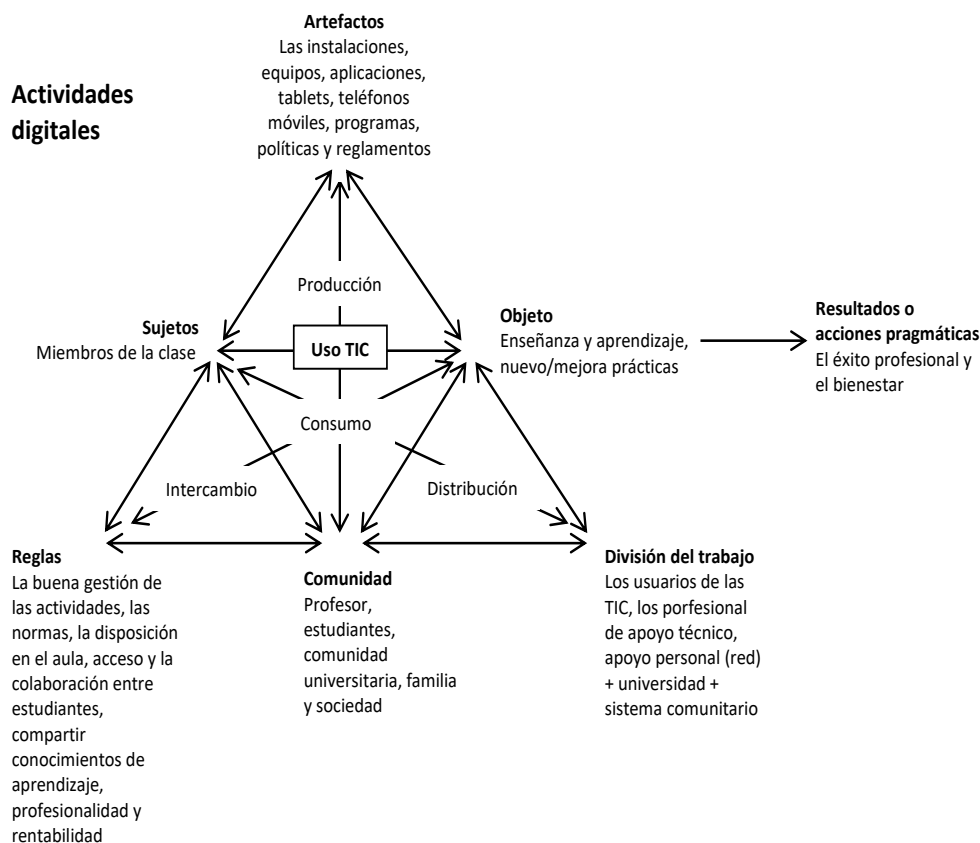 Artefactos
Las instalaciones,
equipos, aplicaciones,
tablets, teléfonos
móviles, programas,
políticas y reglamentos
Actividades
digitales
Producción
Sujetos
Miembros de la clase
Uso TIC
Objeto
Enseñanza y aprendizaje,
nuevo/mejora prácticas
Resultados o
acciones pragmáticas
El éxito profesional y
el bienestar
Consumo
Intercambio
Distribución
Reglas
La buena gestión de
las actividades, las
normas, la disposición
en el aula, acceso y la
colaboración entre
estudiantes,
compartir
conocimientos de
aprendizaje,
profesionalidad y
rentabilidad
Comunidad
Profesor,
estudiantes,
comunidad
universitaria, familia
y sociedad
División del trabajo
Los usuarios de las
TIC, los porfesional
de apoyo técnico,
apoyo personal (red)
+ universidad +
sistema comunitario